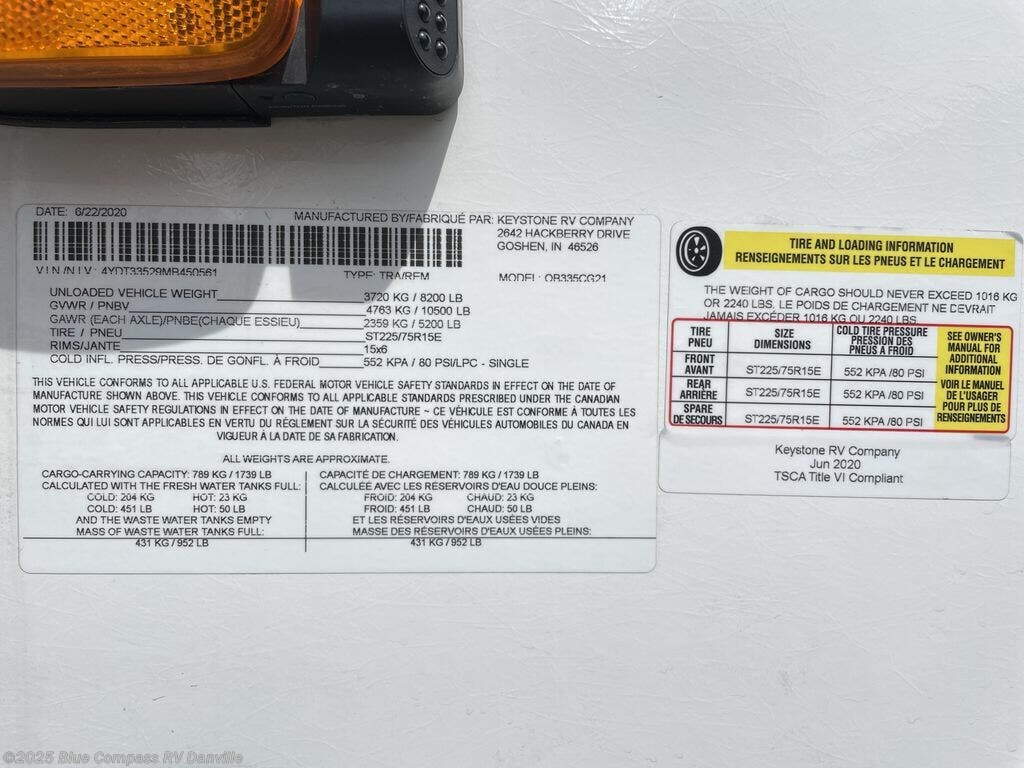 DATE: 6/22/2020
MANUFACTURED BY/FABRIQUÉ PAR: KEYSTONE RV COMPANY
2642 HACKBERRY DRIVE
GOSHEN, IN 46526
V I N /N I V : 4YDT33529MB450561 TYPE: TRA/REM MODEL: OB335CG21
UNLOADED VEHICLE WEIGHT 3720 KG / 8200 LB
GVWR / PNBV 4763 KG / 10500 LB
GAWR (EACH AXLE)/PNBE(CHAQUE ESSIEU) 2359 KG / 5200 LB
TIRE / PNEU ST225/75R15E
RIMS/JANTE 15x6
COLD INFL. PRESS/PRESS. DE GONFL. À FROID 552 KPA / 80 PSI/LPC - SINGLE
THIS VEHICLE CONFORMS TO ALL APPLICABLE U.S. FEDERAL MOTOR VEHICLE SAFETY STANDARDS IN EFFECT ON THE DATE OF
MANUFACTURE SHOWN ABOVE. THIS VEHICLE CONFORMS TO ALL APPLICABLE STANDARDS PRESCRIBED UNDER THE CANADIAN
MOTOR VEHICLE SAFETY REGULATIONS IN EFFECT ON THE DATE OF MANUFACTURE ~ CE VÉHICULE EST CONFORME À TOUTES LES
NORMES QUI LUI SONT APPLICABLES EN VERTU DU RÉGLEMENT SUR LA SÉCURITÉ DES VÉHICULES AUTOMOBILES DU CANADA EN
VIGUEUR À LA DATE DE SA FABRICATION.
ALL WEIGHTS ARE APPROXIMATE.
CARGO-CARRYING CAPACITY: 789 KG / 1739 LB
CALCULATED WITH THE FRESH WATER TANKS FULL:
COLD: 204 KG HOT: 23 KG
COLD: 451 LB HOT: 50 LB
AND THE WASTE WATER TANKS EMPTY
MASS OF WASTE WATER TANKS FULL:
431 KG / 952 LB
CAPACITÉ DE CHARGEMENT: 789 KG / 1739 LB
CALCULÉE AVEC LES RÉSERVOIRS D'EAU DOUCE PLEINS:
FROID: 204 KG CHAUD: 23 KG
FROID: 451 LB CHAUD: 50 LB
ET LES RÉSERVOIRS D'EAUX USÉES VIDES
MASSE DES RÉSERVOIRS D'EAUX USÉES PLEINS:
431 KG / 952 LB
TIRE AND LOADING INFORMATION
RENSEIGNEMENTS SUR LES PNEUS ET LE CHARGEMENT
THE WEIGHT OF CARGO SHOULD NEVER EXCEED 1016 KG
OR 2240 LBS. LE POIDS DE CHARGEMENT NE DEVRAIT
JAMAIS EXCÉDER 1016 KG OU 2240 LBS
TIRE
PNEU
SIZE
DIMENSIONS
COLD TIRE PRESSURE
PRESSION DES
PNEUS A FROID
FRONT
AVANT
ST225/75R15E 552 KPA /80 PSI
REAR
ARRIÈRE
ST225/75R15E 552 KPA /80 PSI
SPARE
DE SECOURS
ST225/75R15E 552 KPA /80 PSI
SEE OWNER'S
MANUAL FOR
ADDITIONAL
INFORMATION
VOIR LE MANUEL
DE L'USAGER
POUR PLUS DE
RENSEIGNEMENTS
Keystone RV Company
Jun 2020
TSCA Title VI Compliant
©2025 Blue Compass RV Danville